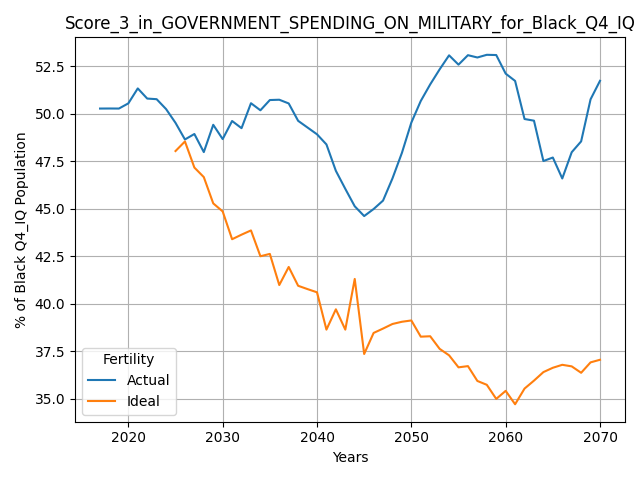 Score_3_in_GOVERNMENT_SPENDING_ON_MILITARY_for_Black_Q4_IQ
% of Black Q4_IQ Population
52.5
50.0
47.5
45.0
42.5
40.0
37.5
35.0
Fertility
Actual
Ideal
2020 2030 2040 2050 2060 2070
Years